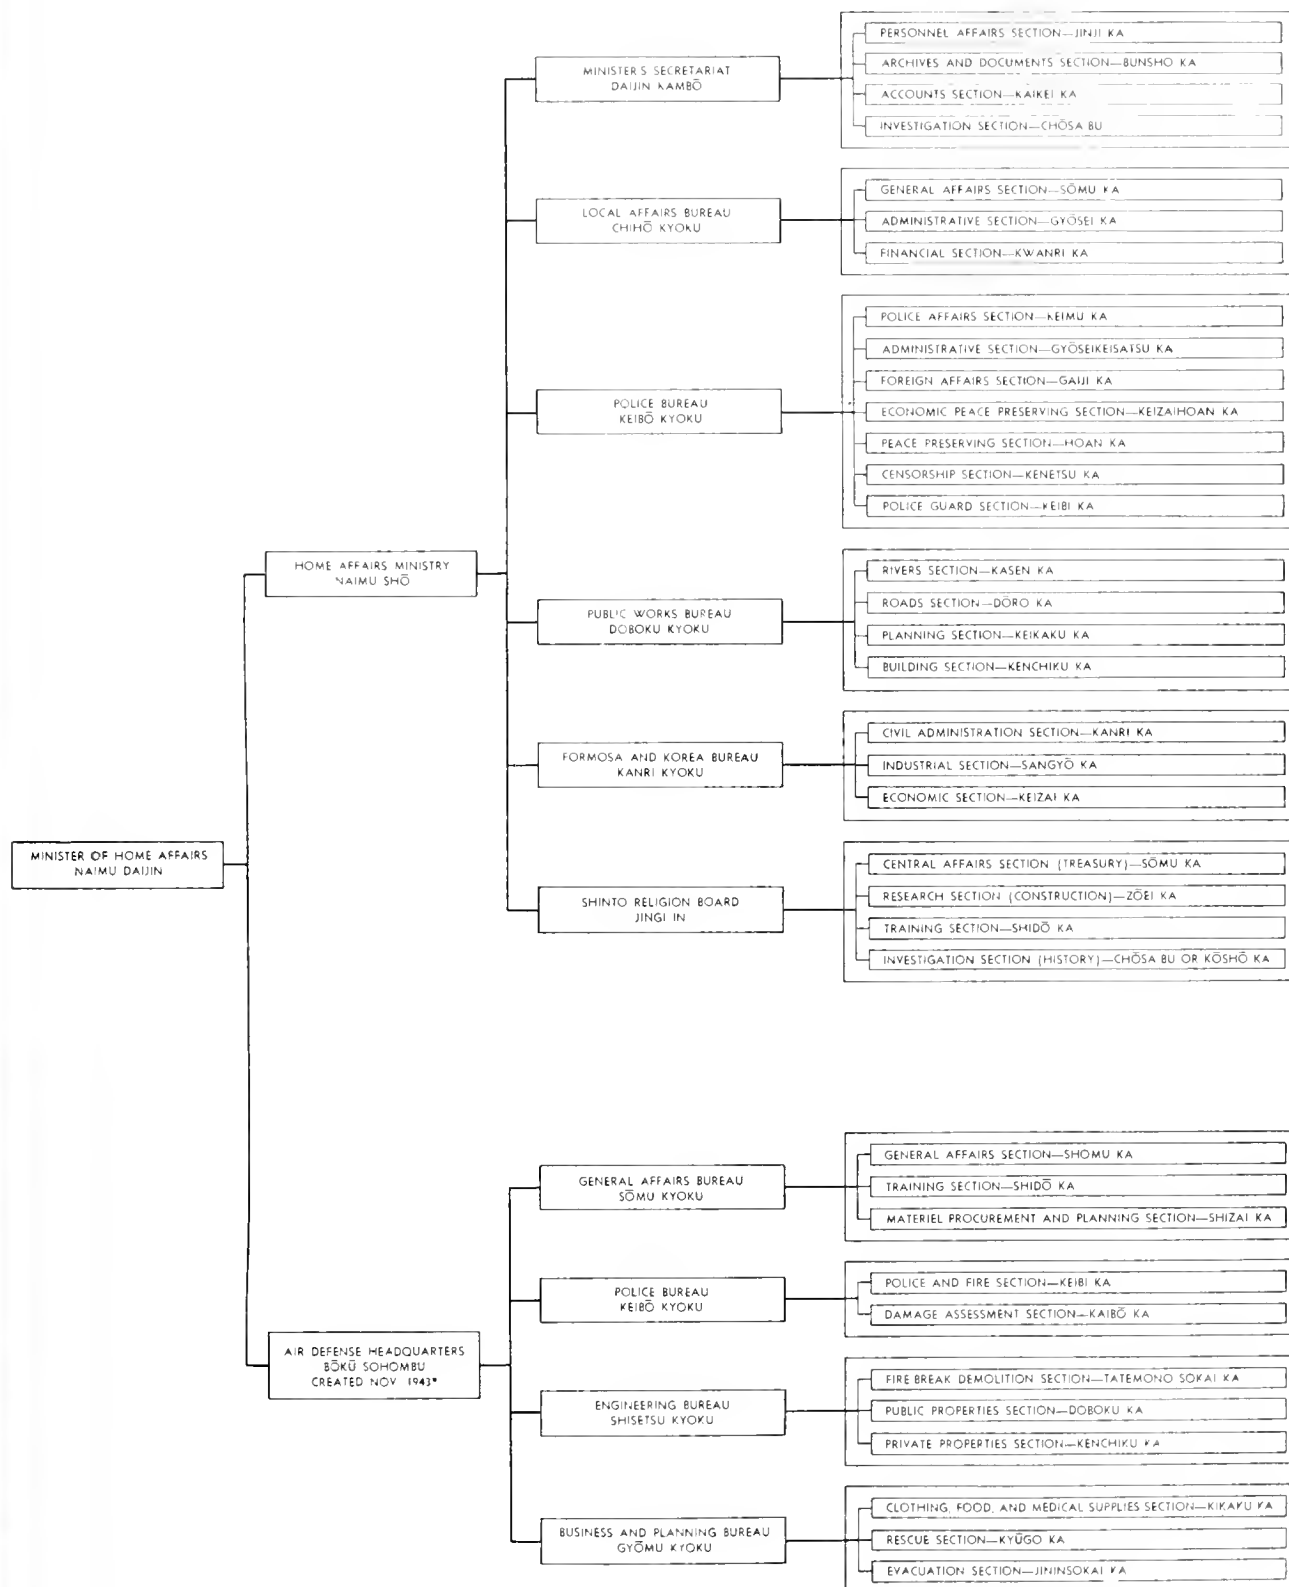 MINISTER OF HOME AFFAIRS
NAIMU DAIJIN
HOME AFFAIRS MINISTRY
NAIMU SHŌ
MINISTER'S SECRETARIAT
DAIJIN KAMBŌ
PERSONNEL AFFAIRS SECTION—JINJI KA
ARCHIVES AND DOCUMENTS SECTION—BUNSHO KA
ACCOUNTS SECTION—KAIKEI KA
INVESTIGATION SECTION—CHŌSA BU
LOCAL AFFAIRS BUREAU
CHIHŌ KYOKU
GENERAL AFFAIRS SECTION—SŌMU KA
ADMINISTRATIVE SECTION—GYŌSEI KA
FINANCIAL SECTION—KWANRI KA
POLICE BUREAU
KEIBŌ KYOKU
POLICE AFFAIRS SECTION—KEIMU KA
ADMINISTRATIVE SECTION—GYŌSEIKEISATSU KA
FOREIGN AFFAIRS SECTION—GAIJI KA
ECONOMIC PEACE PRESERVING SECTION—KEIZAIHOAN KA
PEACE PRESERVING SECTION—HOAN KA
CENSORSHIP SECTION—KENETSU KA
POLICE GUARD SECTION—KEIBI KA
PUBLIC WORKS BUREAU
DOBOKU KYOKU
RIVERS SECTION—KASEN KA
ROADS SECTION—DŌRO KA
PLANNING SECTION—KEIKAKU KA
BUILDING SECTION—KENCHIKU KA
FORMOSA AND KOREA BUREAU
KANRI KYOKU
CIVIL ADMINISTRATION SECTION—KANRI KA
INDUSTRIAL SECTION—SANGYŌ KA
ECONOMIC SECTION—KEIZAI KA
SHINTO RELIGION BOARD
JINGI IN
CENTRAL AFFAIRS SECTION (TREASURY)—SŌMU KA
RESEARCH SECTION (CONSTRUCTION)—ZŌEI KA
TRAINING SECTION—SHIDŌ KA
INVESTIGATION SECTION (HISTORY)—CHŌSA BU OR KŌSHŌ KA
AIR DEFENSE HEADQUARTERS
BŌKŪ SOHOMBU
CREATED NOV 1943*
GENERAL AFFAIRS BUREAU
SŌMU KYOKU
GENERAL AFFAIRS SECTION—SHOMU KA
TRAINING SECTION—SHIDŌ KA
MATERIEL PROCUREMENT AND PLANNING SECTION—SHIZAI KA
POLICE BUREAU
KEIBŌ KYOKU
POLICE AND FIRE SECTION—KEIBI KA
DAMAGE ASSESSMENT SECTION—KAIBŌ KA
ENGINEERING BUREAU
SHISETSU KYOKU
FIRE BREAK DEMOLITION SECTION—TATEMONO SOKAI KA
PUBLIC PROPERTIES SECTION—DOBOKU KA
PRIVATE PROPERTIES SECTION—KENCHIKU KA
BUSINESS AND PLANNING BUREAU
GYŌMU KYOKU
CLOTHING, FOOD, AND MEDICAL SUPPLIES SECTION—KIKAKU KA
RESCUE SECTION—KYŪGO KA
EVACUATION SECTION—JININSOKAI KA